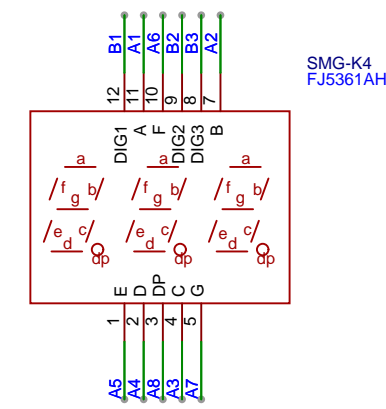 B1 A1 A6 B2 B3 A2
SMG-K4
FJ5361AH
12 11 10 9 8 7
DIG1 A F DIG2 DIG3 B
a a a
f b f b f b
g g g
e c e c e c
d d d
dp dp dp
E D DP C G
1 2 3 4 5
A5 A4 A8 A3 A7